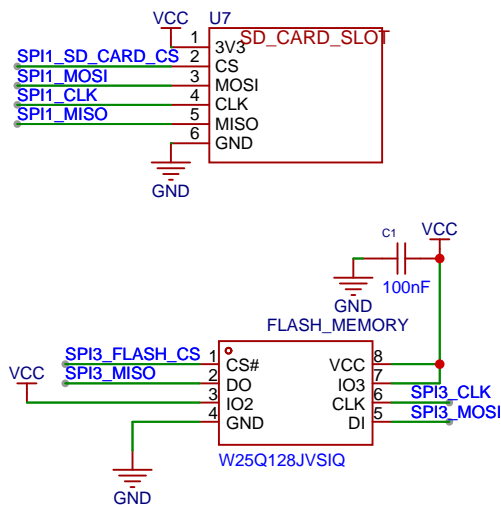 U7
VCC
SD_CARD_SLOT
1 3V3
SPI1_SD_CARD_CS 2 CS
SPI1_MOSI 3 MOSI
SPI1_CLK 4 CLK
SPI1_MISO 5 MISO
6 GND
GND
C1 VCC
100nF
GND
FLASH_MEMORY
SPI3_FLASH_CS 1 CS# VCC 8
VCC SPI3_MISO 2 DO IO3 7
3 IO2 CLK 6 SPI3_CLK
4 GND DI 5 SPI3_MOSI
W25Q128JVSIQ
GND